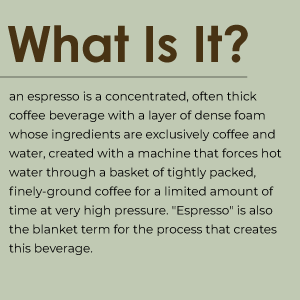 What Is It?
an espresso is a concentrated, often thick
coffee beverage with a layer of dense foam
whose ingredients are exclusively coffee and
water, created with a machine that forces hot
water through a basket of tightly packed,
finely-ground coffee for a limited amount of
time at very high pressure. "Espresso" is also
the blanket term for the process that creates
this beverage.